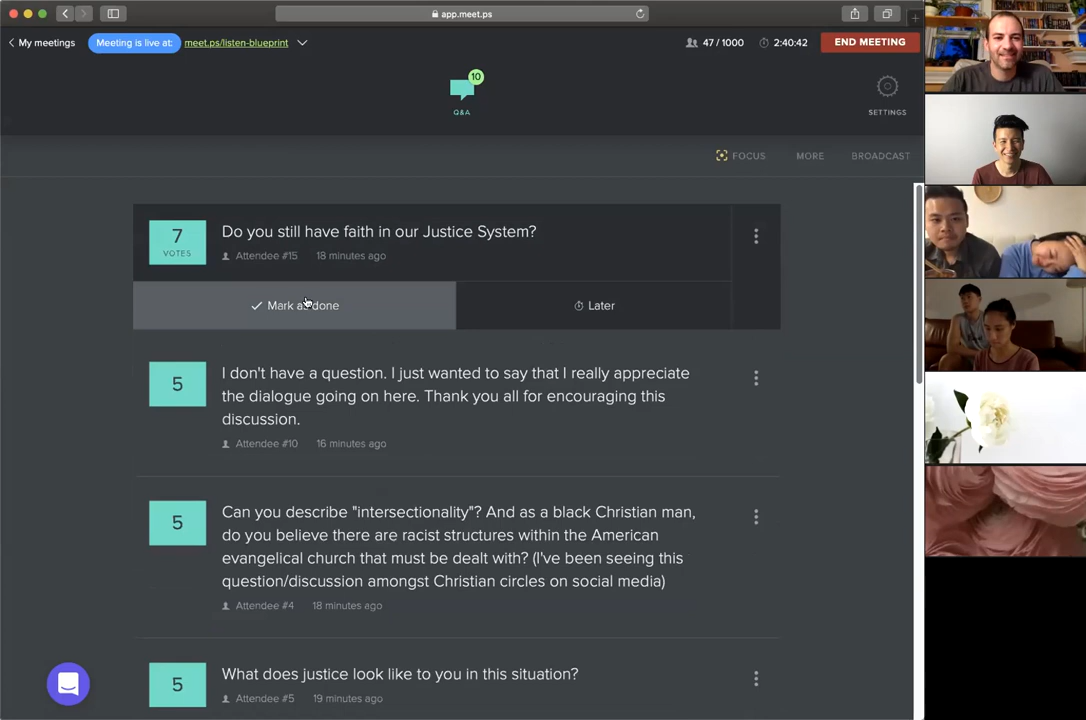 app.meet.ps
My meetings
Meeting is live at:
meet.ps/listen-blueprint
47 / 1000
2:40:42
END MEETING
10
Q&A
SETTINGS
FOCUS
MORE
BROADCAST
7
VOTES
Do you still have faith in our Justice System?
Attendee #15 18 minutes ago
Mark as done
Later
5
I don't have a question. I just wanted to say that I really appreciate
the dialogue going on here. Thank you all for encouraging this
discussion.
Attendee #10 16 minutes ago
5
Can you describe "intersectionality"? And as a black Christian man,
do you believe there are racist structures within the American
evangelical church that must be dealt with? (I've been seeing this
question/discussion amongst Christian circles on social media)
Attendee #4 18 minutes ago
5
What does justice look like to you in this situation?
Attendee #5 19 minutes ago